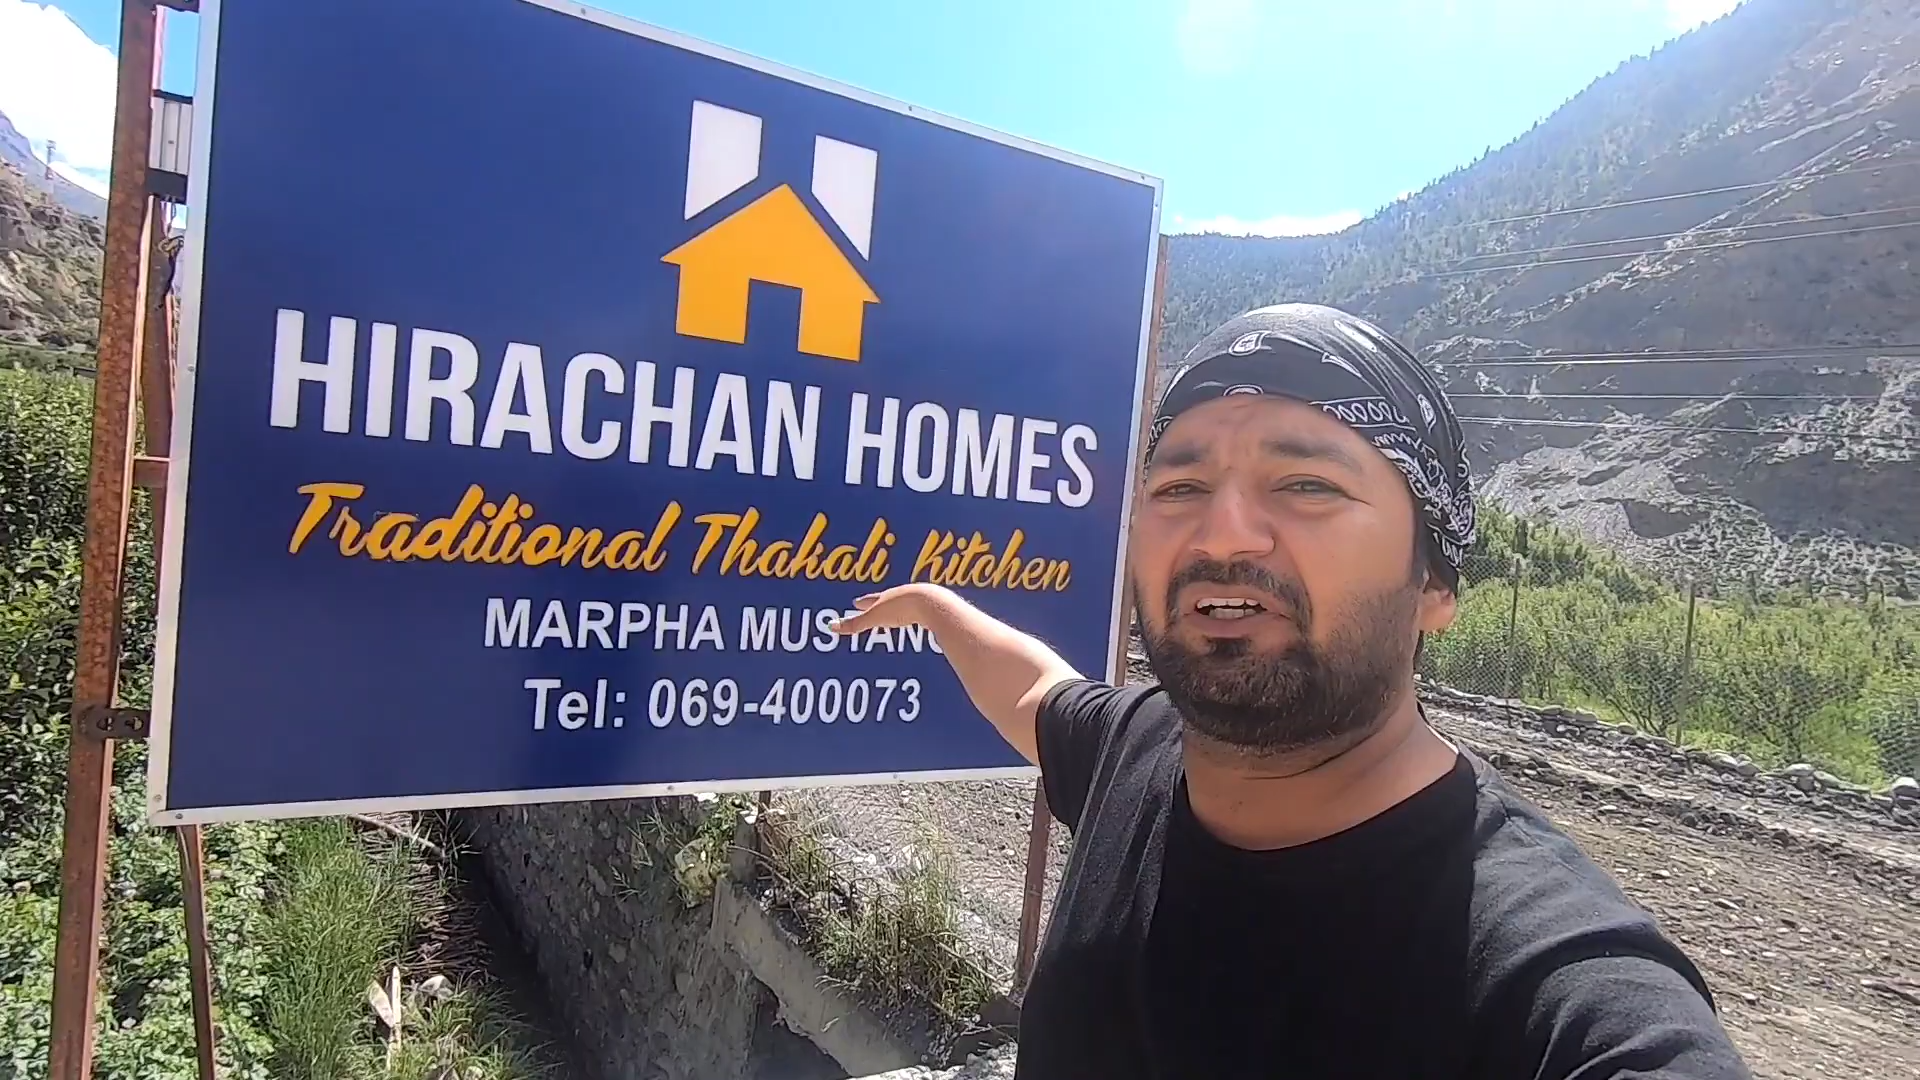 HIRACHAN HOMES
Traditional Thakali Kitchen
MARPHA MUSTANG
Tel: 069-400073